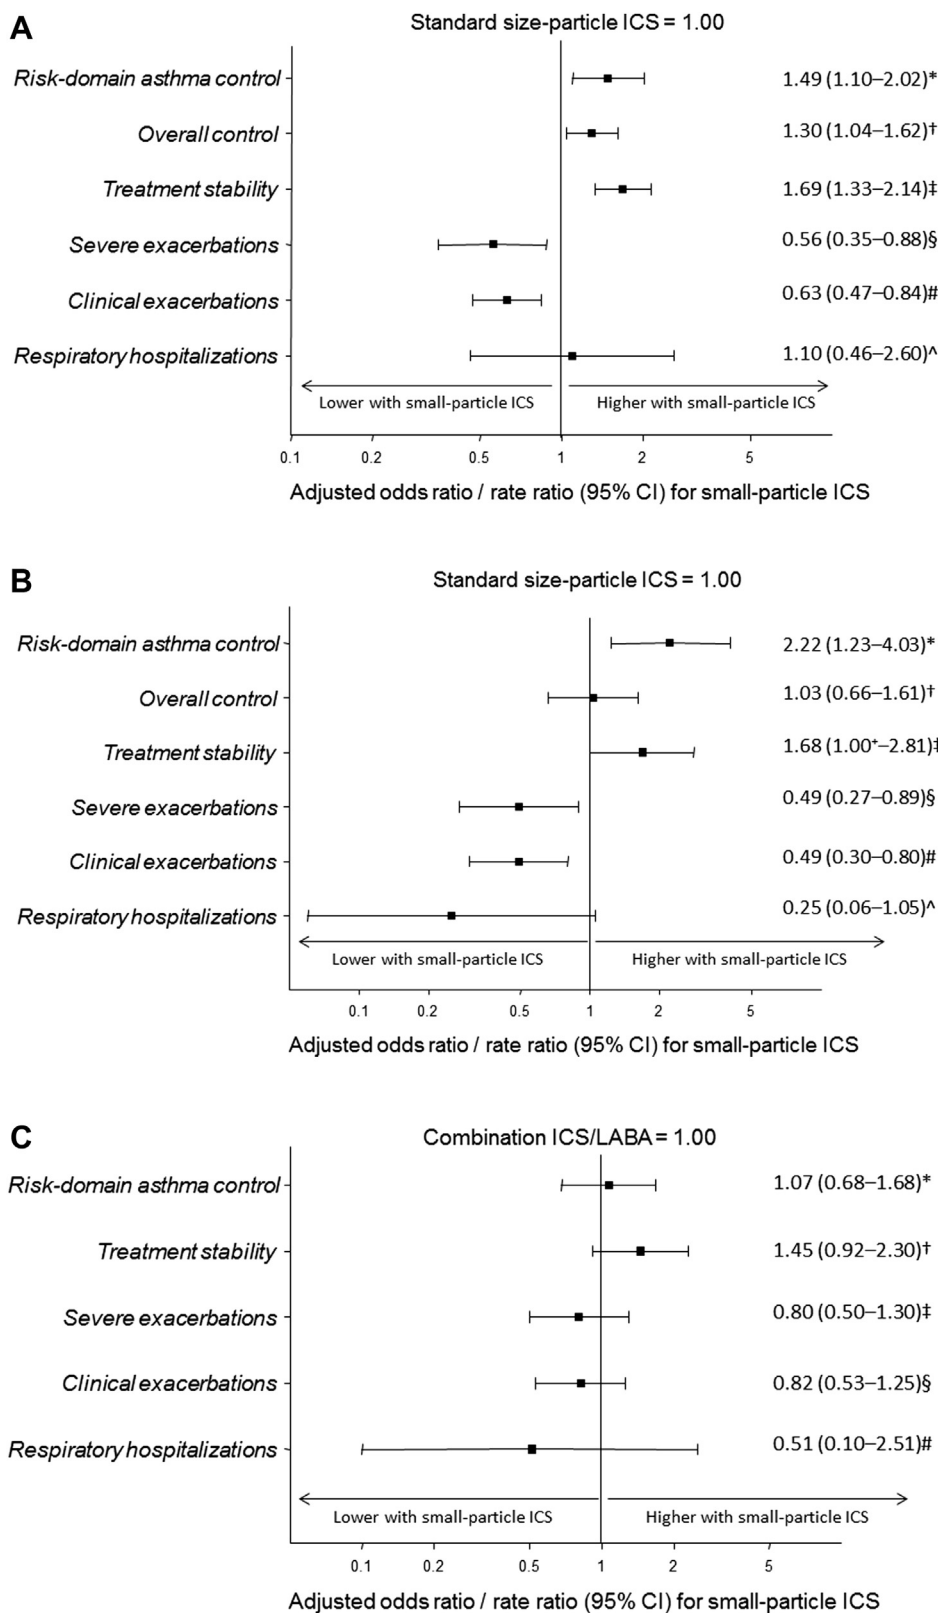 A
Standard size-particle ICS = 1.00
Risk-domain asthma control 1.49 (1.10–2.02)*
Overall control 1.30 (1.04–1.62)†
Treatment stability 1.69 (1.33–2.14)‡
Severe exacerbations 0.56 (0.35–0.88)§
Clinical exacerbations 0.63 (0.47–0.84)#
Respiratory hospitalizations 1.10 (0.46–2.60)^
Lower with small-particle ICS Higher with small-particle ICS
0.1 0.2 0.5 1 2 5
Adjusted odds ratio / rate ratio (95% CI) for small-particle ICS
B
Standard size-particle ICS = 1.00
Risk-domain asthma control 2.22 (1.23–4.03)*
Overall control 1.03 (0.66–1.61)†
Treatment stability 1.68 (1.00⁺–2.81)‡
Severe exacerbations 0.49 (0.27–0.89)§
Clinical exacerbations 0.49 (0.30–0.80)#
Respiratory hospitalizations 0.25 (0.06–1.05)^
Lower with small-particle ICS Higher with small-particle ICS
0.1 0.2 0.5 1 2 5
Adjusted odds ratio / rate ratio (95% CI) for small-particle ICS
C
Combination ICS/LABA = 1.00
Risk-domain asthma control 1.07 (0.68–1.68)*
Treatment stability 1.45 (0.92–2.30)†
Severe exacerbations 0.80 (0.50–1.30)‡
Clinical exacerbations 0.82 (0.53–1.25)§
Respiratory hospitalizations 0.51 (0.10–2.51)#
Lower with small-particle ICS Higher with small-particle ICS
0.1 0.2 0.5 1 2 5
Adjusted odds ratio / rate ratio (95% CI) for small-particle ICS